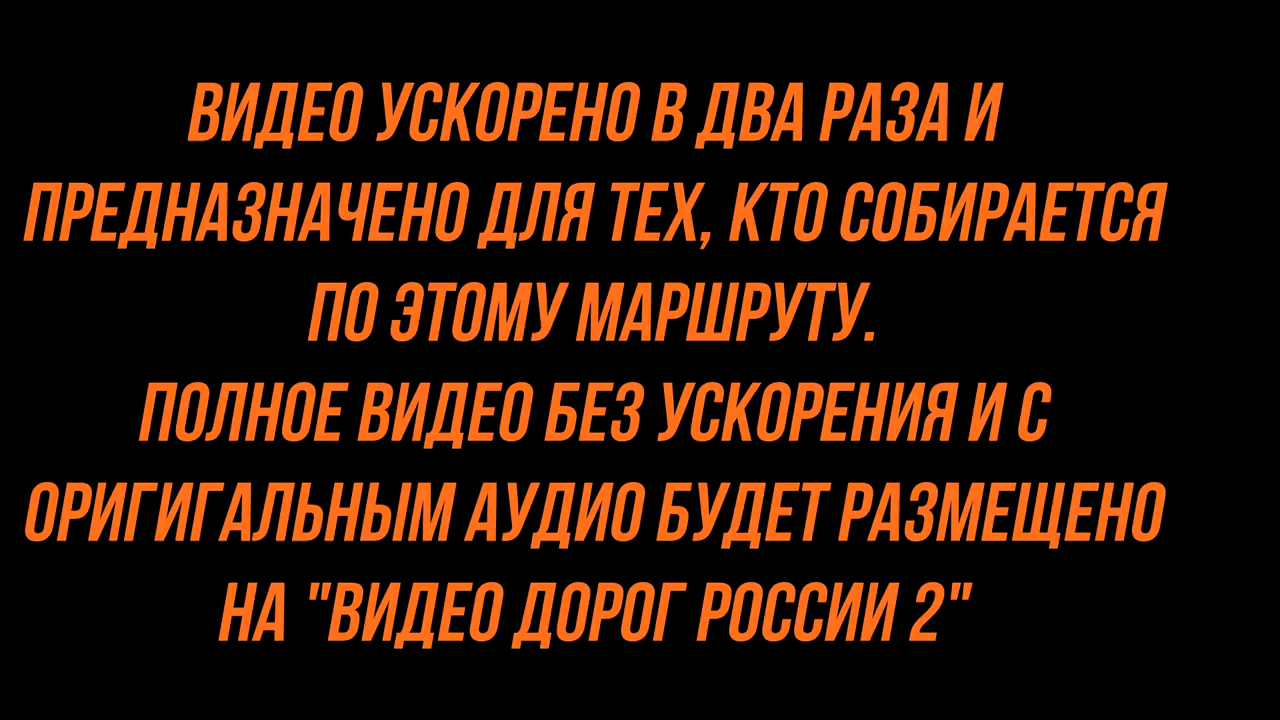 ВИДЕО УСКОРЕНО В ДВА РАЗА И
ПРЕДНАЗНАЧЕНО ДЛЯ ТЕХ, КТО СОБИРАЕТСЯ
ПО ЭТОМУ МАРШРУТУ.
ПОЛНОЕ ВИДЕО БЕЗ УСКОРЕНИЯ И С
ОРИГИГАЛЬНЫМ АУДИО БУДЕТ РАЗМЕЩЕНО
НА "ВИДЕО ДОРОГ РОССИИ 2"